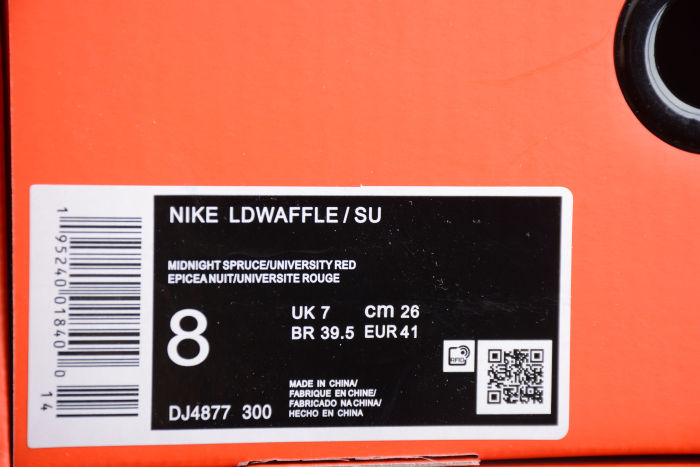 NIKE LDWAFFLE / SU
MIDNIGHT SPRUCE/UNIVERSITY RED
EPICEA NUIT/UNIVERSITE ROUGE
8
UK 7 cm 26
BR 39.5 EUR 41
RFID
MADE IN CHINA/
FABRIQUE EN CHINE/
FABRICADO NA CHINA/
HECHO EN CHINA
DJ4877 300
1 95240 01840 0 14